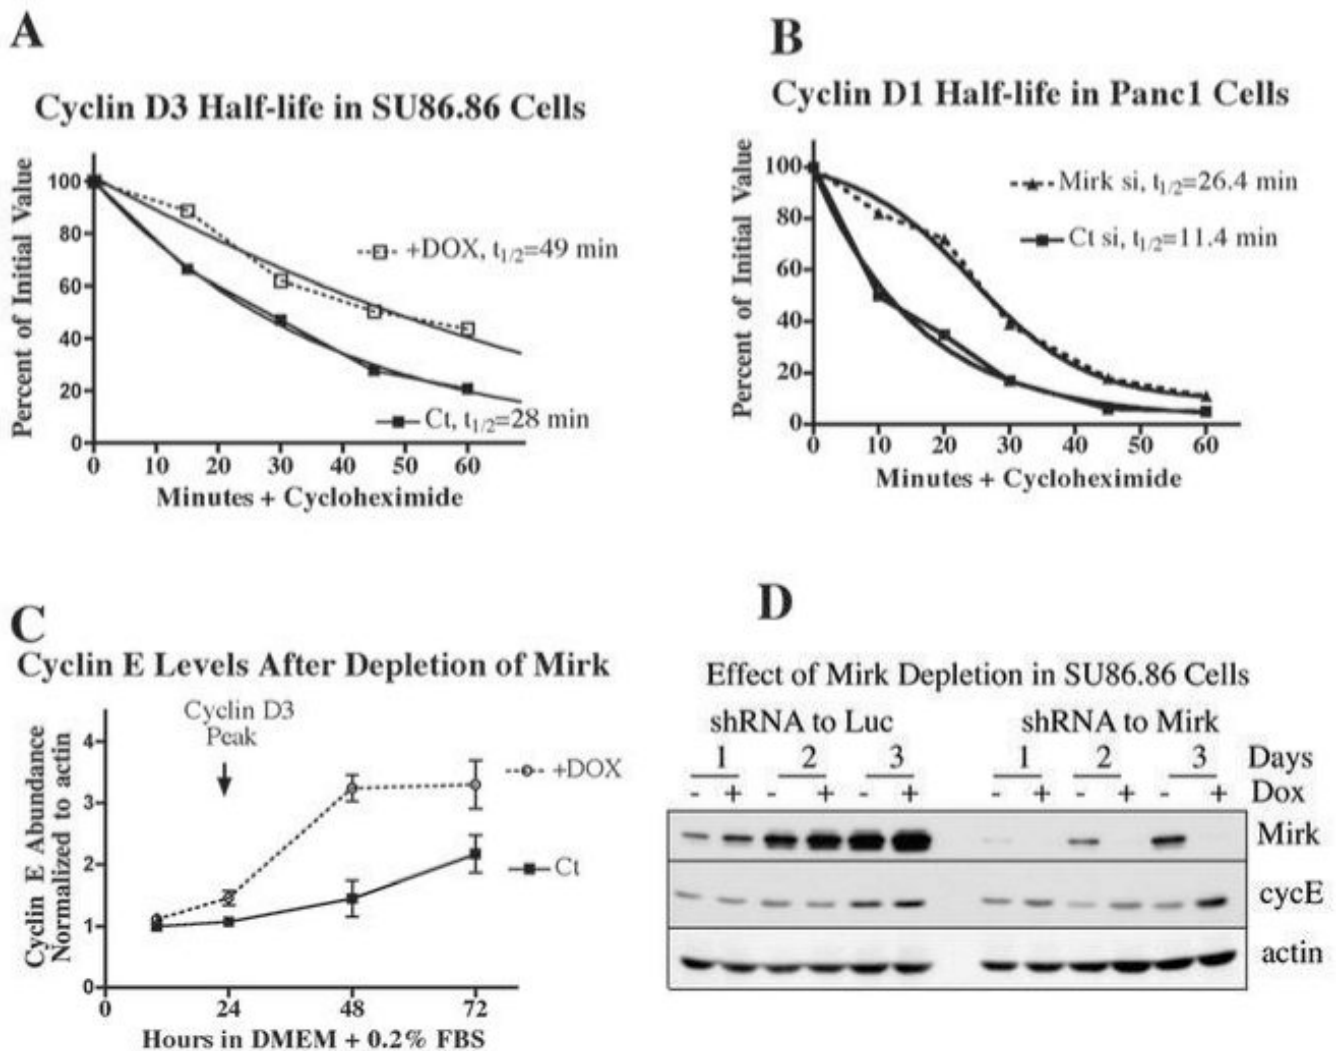 A
Cyclin D3 Half-life in SU86.86 Cells
Percent of Initial Value
100
80
60
40
20
0
+DOX, t1/2=49 min
Ct, t1/2=28 min
0 10 20 30 40 50 60
Minutes + Cycloheximide
B
Cyclin D1 Half-life in Panc1 Cells
Percent of Initial Value
100
80
60
40
20
0
Mirk si, t1/2=26.4 min
Ct si, t1/2=11.4 min
0 10 20 30 40 50 60
Minutes + Cycloheximide
C
Cyclin E Levels After Depletion of Mirk
Cyclin E Abundance
Normalized to actin
4
3
2
1
0
Cyclin D3
Peak
+DOX
Ct
0 24 48 72
Hours in DMEM + 0.2% FBS
D
Effect of Mirk Depletion in SU86.86 Cells
shRNA to Luc shRNA to Mirk
1 2 3 1 2 3 Days
- + - + - + - + - + - + Dox
Mirk
cycE
actin